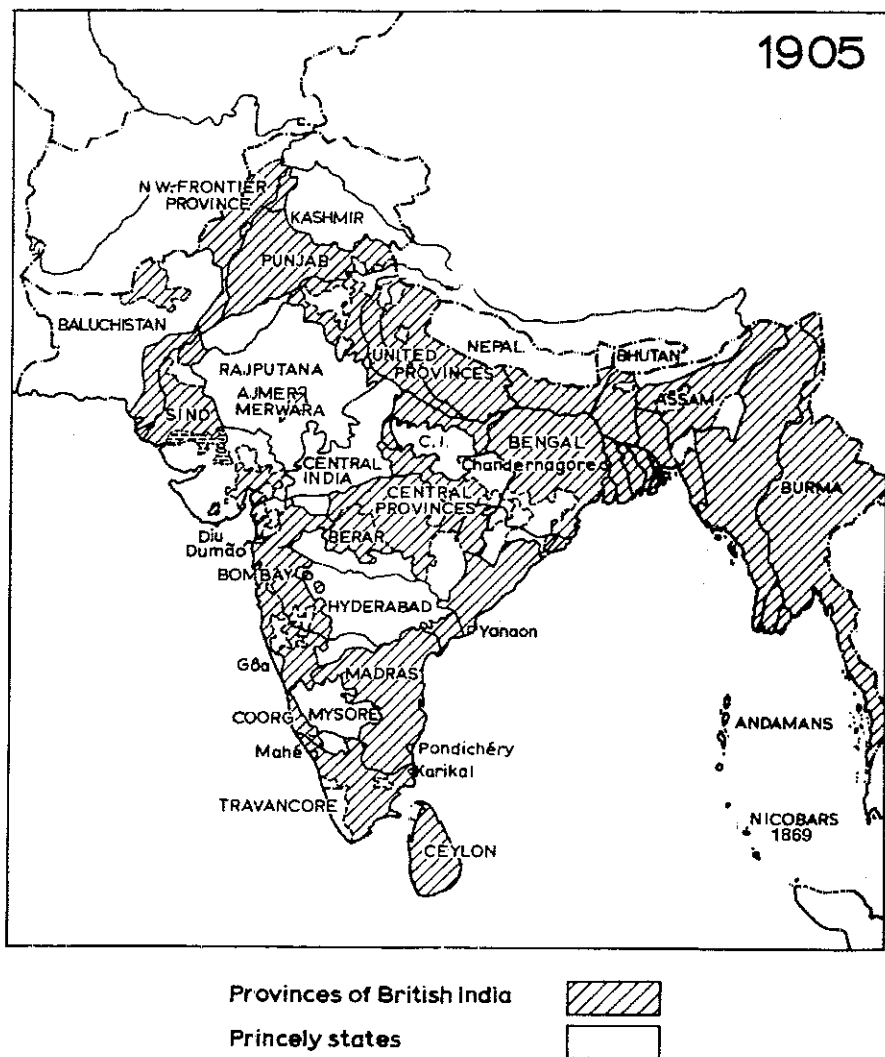 1905
N.W.-FRONTIER
PROVINCE
KASHMIR
PUNJAB
BALUCHISTAN
NEPAL
BHUTAN
RAJPUTANA
UNITED
PROVINCES
AJMER-
MERWARA
ASSAM
SIND
C.I.
BENGAL
Chandernagore
CENTRAL
INDIA
CENTRAL
PROVINCES
BURMA
Diu
Dumão
BERAR
BOMBAY
HYDERABAD
Yanaon
Gôa
MADRAS
COORG
MYSORE
ANDAMANS
Mahé
Pondichéry
Karikal
TRAVANCORE
NICOBARS
1869
CEYLON
Provinces of British India
Princely states